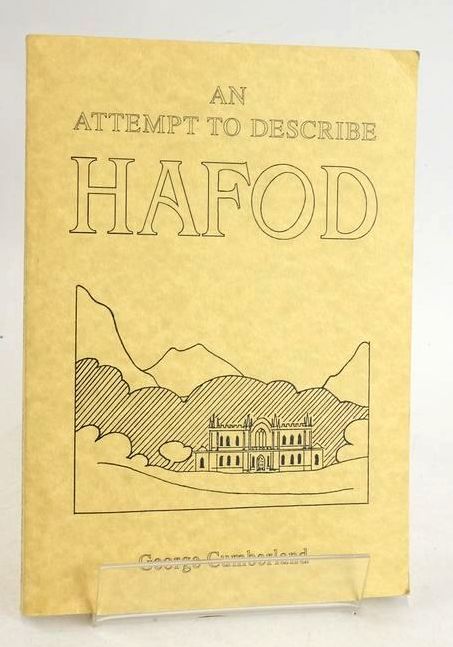 AN
ATTEMPT TO DESCRIBE
HAFOD
George Cumberland